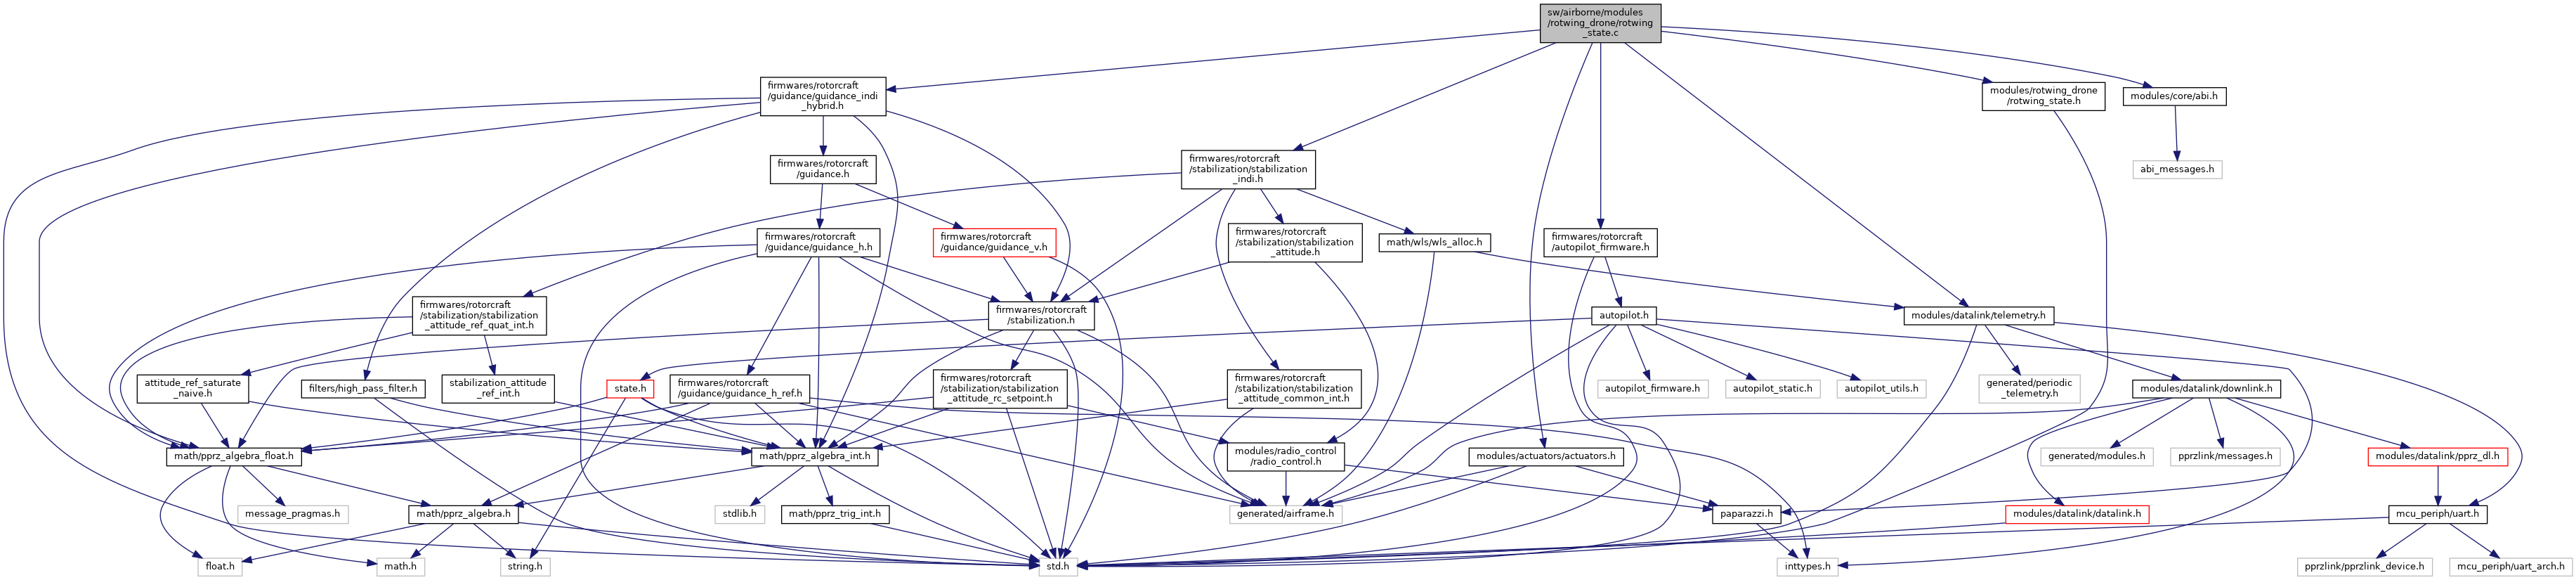 sw/airborne/modules
/rotwing_drone/rotwing
_state.c
firmwares/rotorcraft
/guidance/guidance_indi
_hybrid.h
modules/rotwing_drone
/rotwing_state.h
modules/core/abi.h
firmwares/rotorcraft
/guidance.h
firmwares/rotorcraft
/stabilization/stabilization
_indi.h
abi_messages.h
firmwares/rotorcraft
/guidance/guidance_h.h
firmwares/rotorcraft
/guidance/guidance_v.h
firmwares/rotorcraft
/stabilization/stabilization
_attitude.h
math/wls/wls_alloc.h
firmwares/rotorcraft
/autopilot_firmware.h
firmwares/rotorcraft
/stabilization/stabilization
_attitude_ref_quat_int.h
firmwares/rotorcraft
/stabilization.h
autopilot.h
modules/datalink/telemetry.h
attitude_ref_saturate
_naive.h
filters/high_pass_filter.h
stabilization_attitude
_ref_int.h
state.h
firmwares/rotorcraft
/guidance/guidance_h_ref.h
firmwares/rotorcraft
/stabilization/stabilization
_attitude_rc_setpoint.h
firmwares/rotorcraft
/stabilization/stabilization
_attitude_common_int.h
autopilot_firmware.h
autopilot_static.h
autopilot_utils.h
generated/periodic
_telemetry.h
modules/datalink/downlink.h
math/pprz_algebra_float.h
math/pprz_algebra_int.h
modules/radio_control
/radio_control.h
modules/actuators/actuators.h
generated/modules.h
pprzlink/messages.h
modules/datalink/pprz_dl.h
message_pragmas.h
math/pprz_algebra.h
stdlib.h
math/pprz_trig_int.h
generated/airframe.h
paparazzi.h
modules/datalink/datalink.h
mcu_periph/uart.h
float.h
math.h
string.h
std.h
inttypes.h
pprzlink/pprzlink_device.h
mcu_periph/uart_arch.h